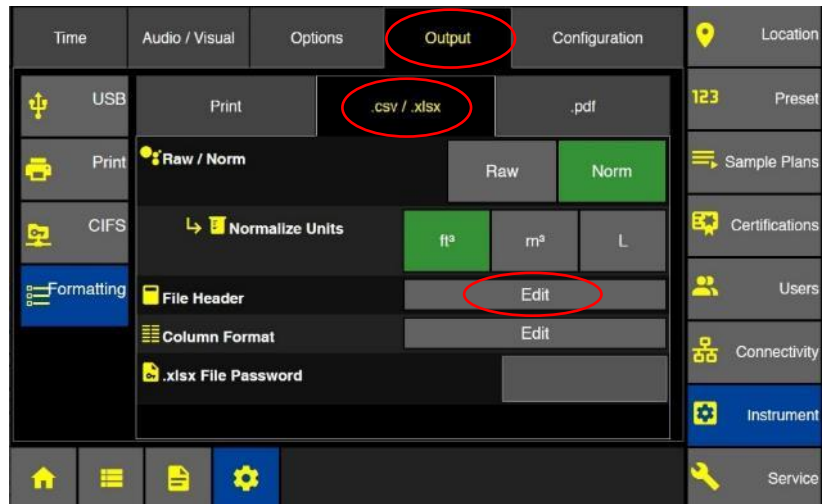 Time
Audio / Visual
Options
Output
Configuration
Location
USB
Print
.csv / .xlsx
.pdf
123
Preset
Print
Raw / Norm
Raw
Norm
Sample Plans
CIFS
Normalize Units
ft³
m³
L
Certifications
Formatting
File Header
Edit
Users
Column Format
Edit
Connectivity
.xlsx File Password
Instrument
Service